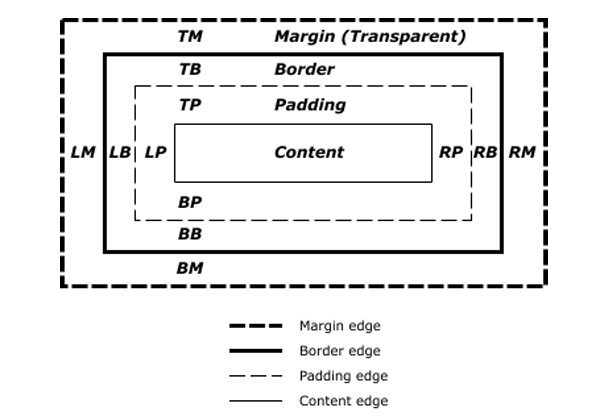 TM Margin (Transparent)
TB Border
TP Padding
LM LB LP Content RP RB RM
BP
BB
BM
Margin edge
Border edge
Padding edge
Content edge